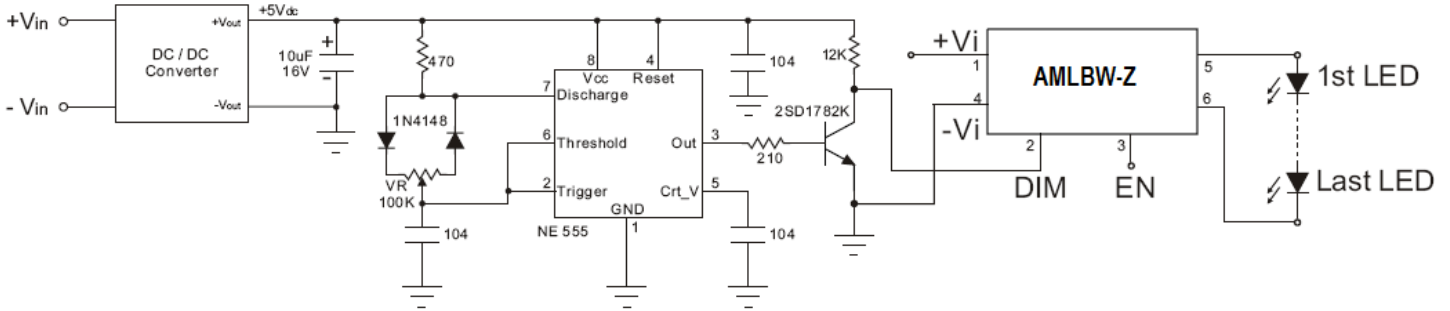 +Vin
- Vin
DC / DC
Converter
+Vout
-Vout
+5Vdc
+
10uF
16V
-
470
1N4148
VR
100K
104
8
4
Vcc
Reset
7
Discharge
6
Threshold
2
Trigger
Out
3
Crt_V
5
GND
1
NE 555
104
104
210
12K
2SD1782K
+Vi
1
4
-Vi
AMLBW-Z
2
3
DIM
EN
5
6
1st LED
Last LED